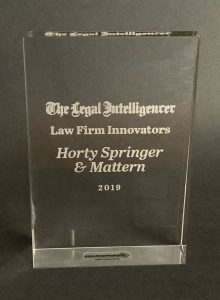 The Legal Intelligencer
Law Firm Innovators
Horty Springer
& Mattern
2019